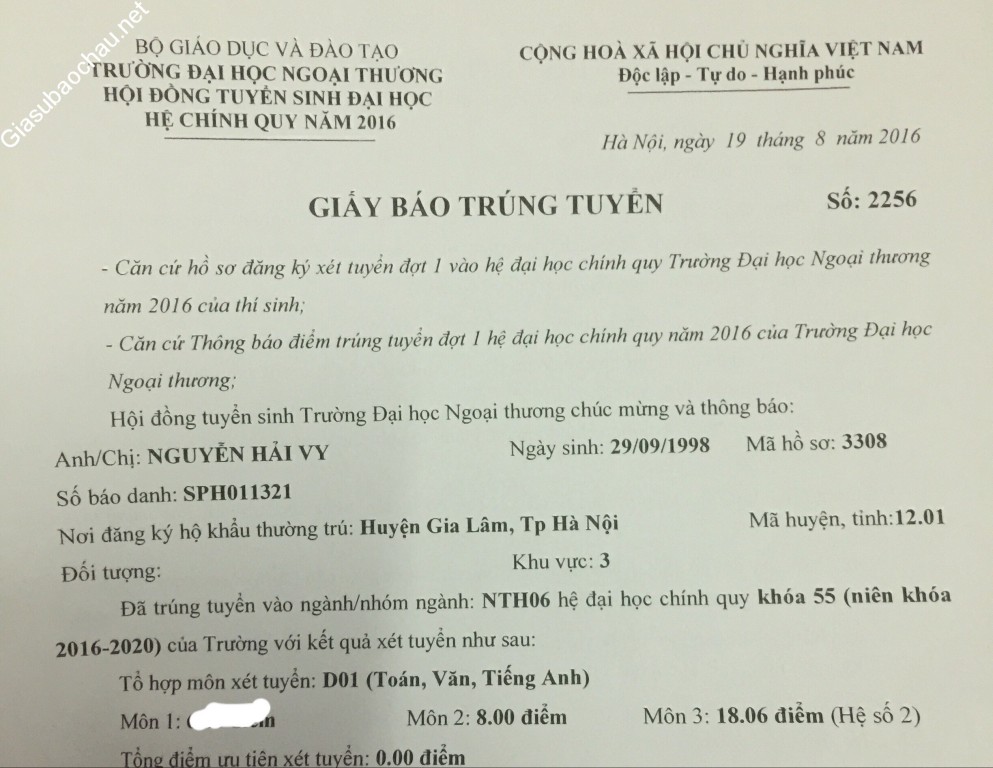 Giasubaochau.net
BỘ GIÁO DỤC VÀ ĐÀO TẠO
TRƯỜNG ĐẠI HỌC NGOẠI THƯƠNG
HỘI ĐỒNG TUYỂN SINH ĐẠI HỌC
HỆ CHÍNH QUY NĂM 2016
CỘNG HOÀ XÃ HỘI CHỦ NGHĨA VIỆT NAM
Độc lập - Tự do - Hạnh phúc
Hà Nội, ngày 19 tháng 8 năm 2016
GIẤY BÁO TRÚNG TUYỂN
Số: 2256
- Căn cứ hồ sơ đăng ký xét tuyển đợt 1 vào hệ đại học chính quy Trường Đại học Ngoại thương
năm 2016 của thí sinh;
- Căn cứ Thông báo điểm trúng tuyển đợt 1 hệ đại học chính quy năm 2016 của Trường Đại học
Ngoại thương;
Hội đồng tuyển sinh Trường Đại học Ngoại thương chúc mừng và thông báo:
Anh/Chị: NGUYỄN HẢI VY Ngày sinh: 29/09/1998 Mã hồ sơ: 3308
Số báo danh: SPH011321
Nơi đăng ký hộ khẩu thường trú: Huyện Gia Lâm, Tp Hà Nội Mã huyện, tỉnh:12.01
Đối tượng: Khu vực: 3
Đã trúng tuyển vào ngành/nhóm ngành: NTH06 hệ đại học chính quy khóa 55 (niên khóa
2016-2020) của Trường với kết quả xét tuyển như sau:
Tổ hợp môn xét tuyển: D01 (Toán, Văn, Tiếng Anh)
Môn 1: Môn 2: 8.00 điểm Môn 3: 18.06 điểm (Hệ số 2)
Tổng điểm ưu tiên xét tuyển: 0.00 điểm